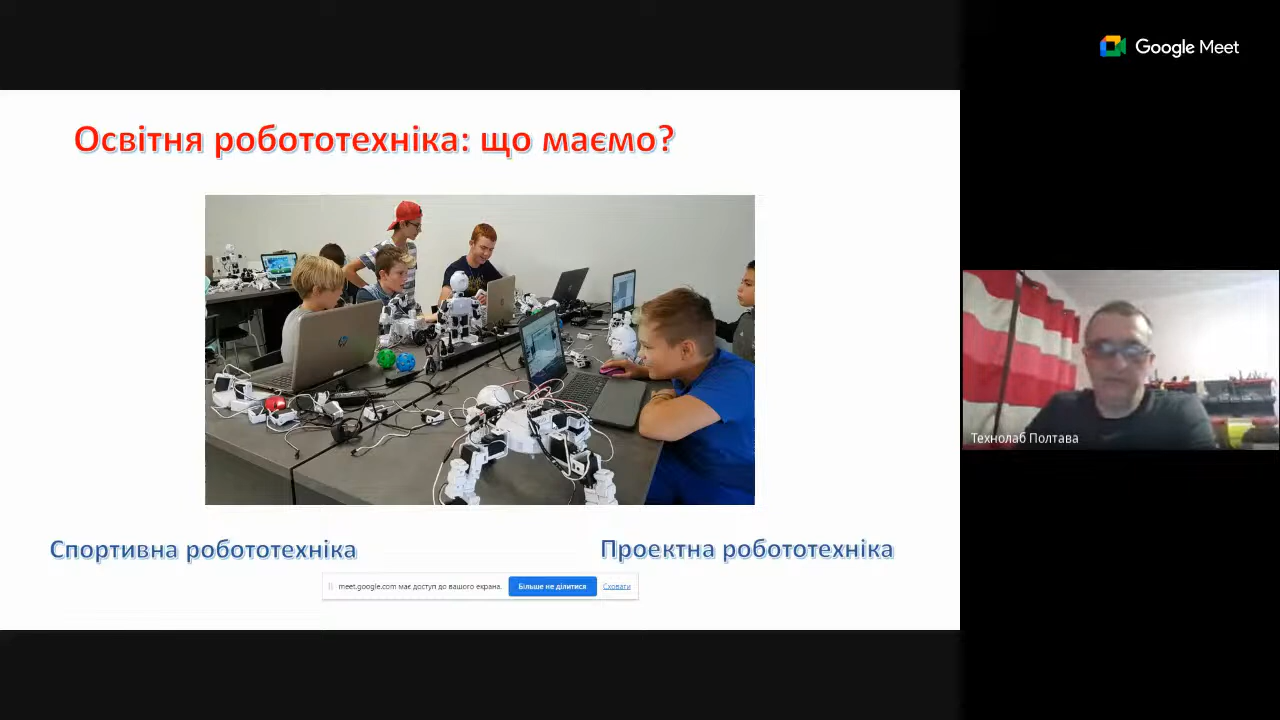 Google Meet
Освітня робототехніка: що маємо?
Технолаб Полтава
Спортивна робототехніка
Проектна робототехніка
meet.google.com має доступ до вашого екрана.
Більше не ділитися
Сховати